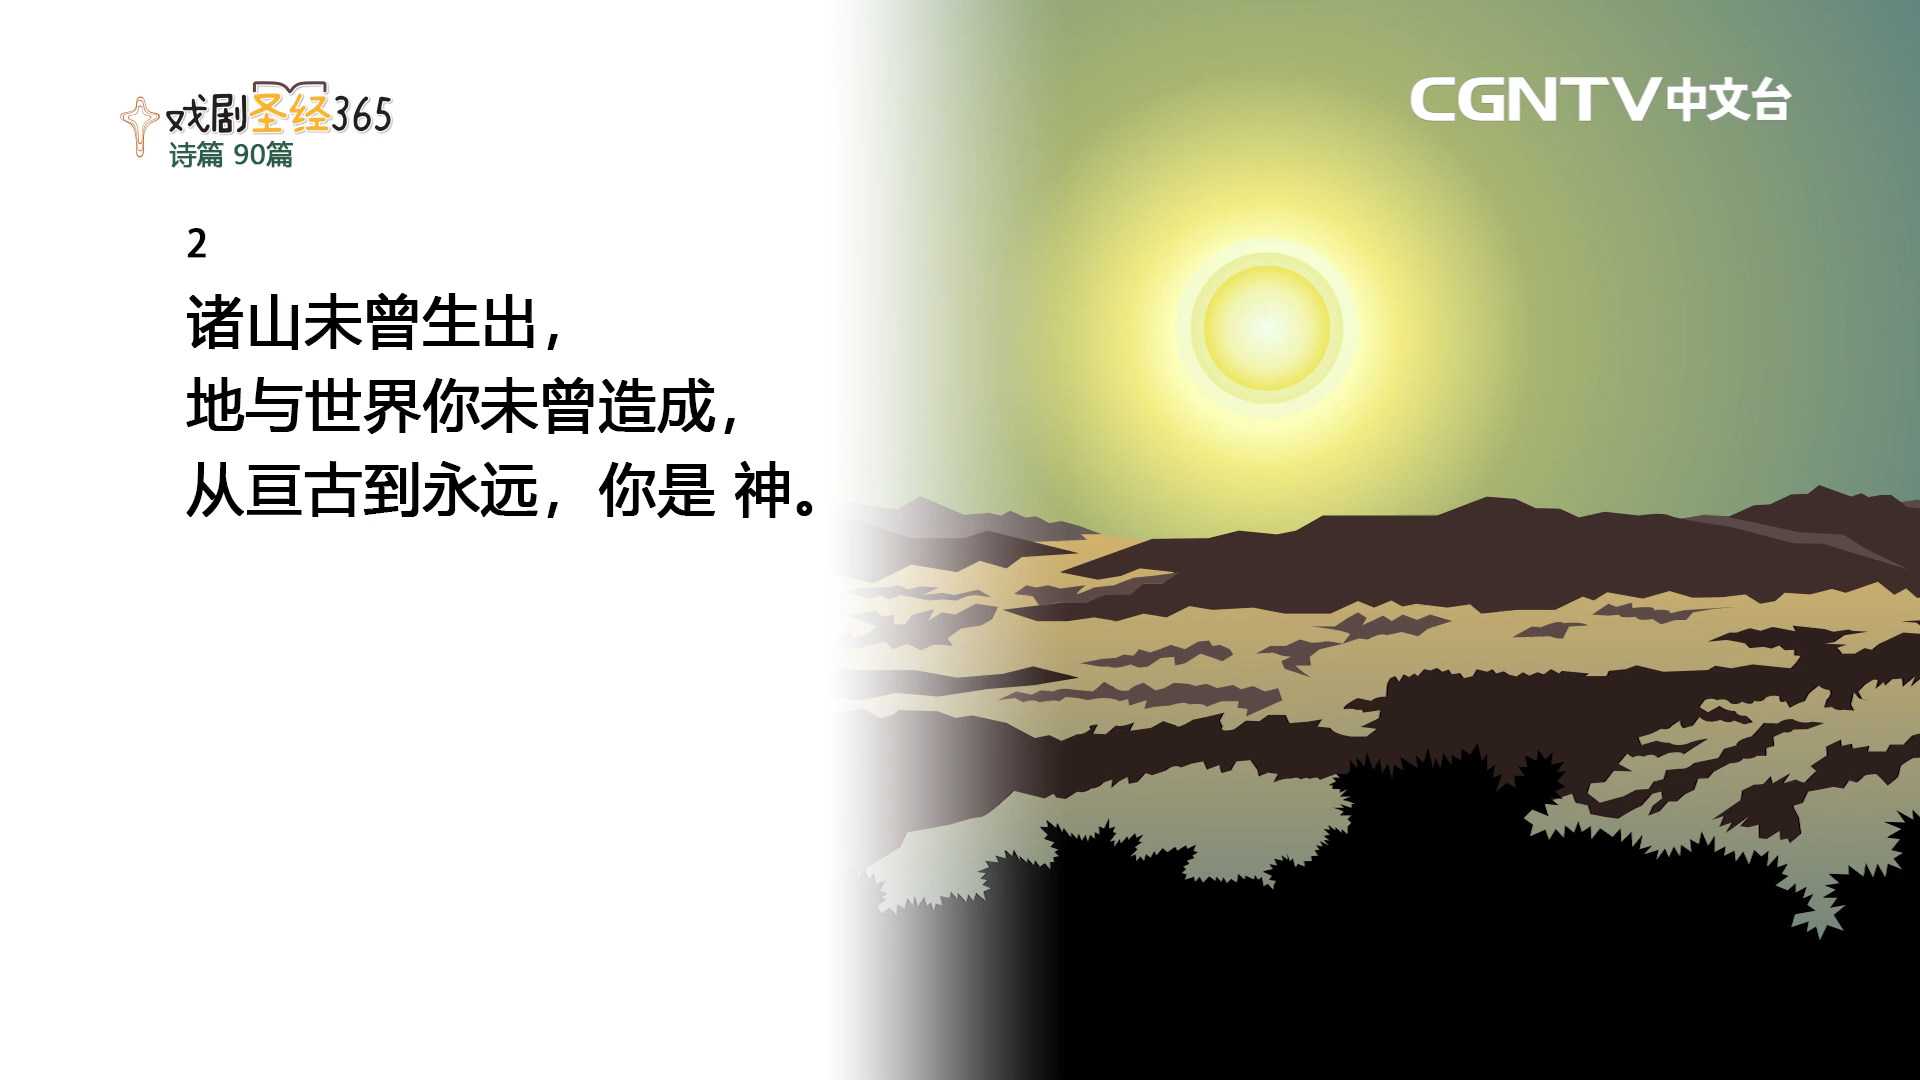 戏剧圣经365
诗篇 90篇
CGNTV中文台
2
诸山未曾生出，
地与世界你未曾造成，
从亘古到永远，你是 神。